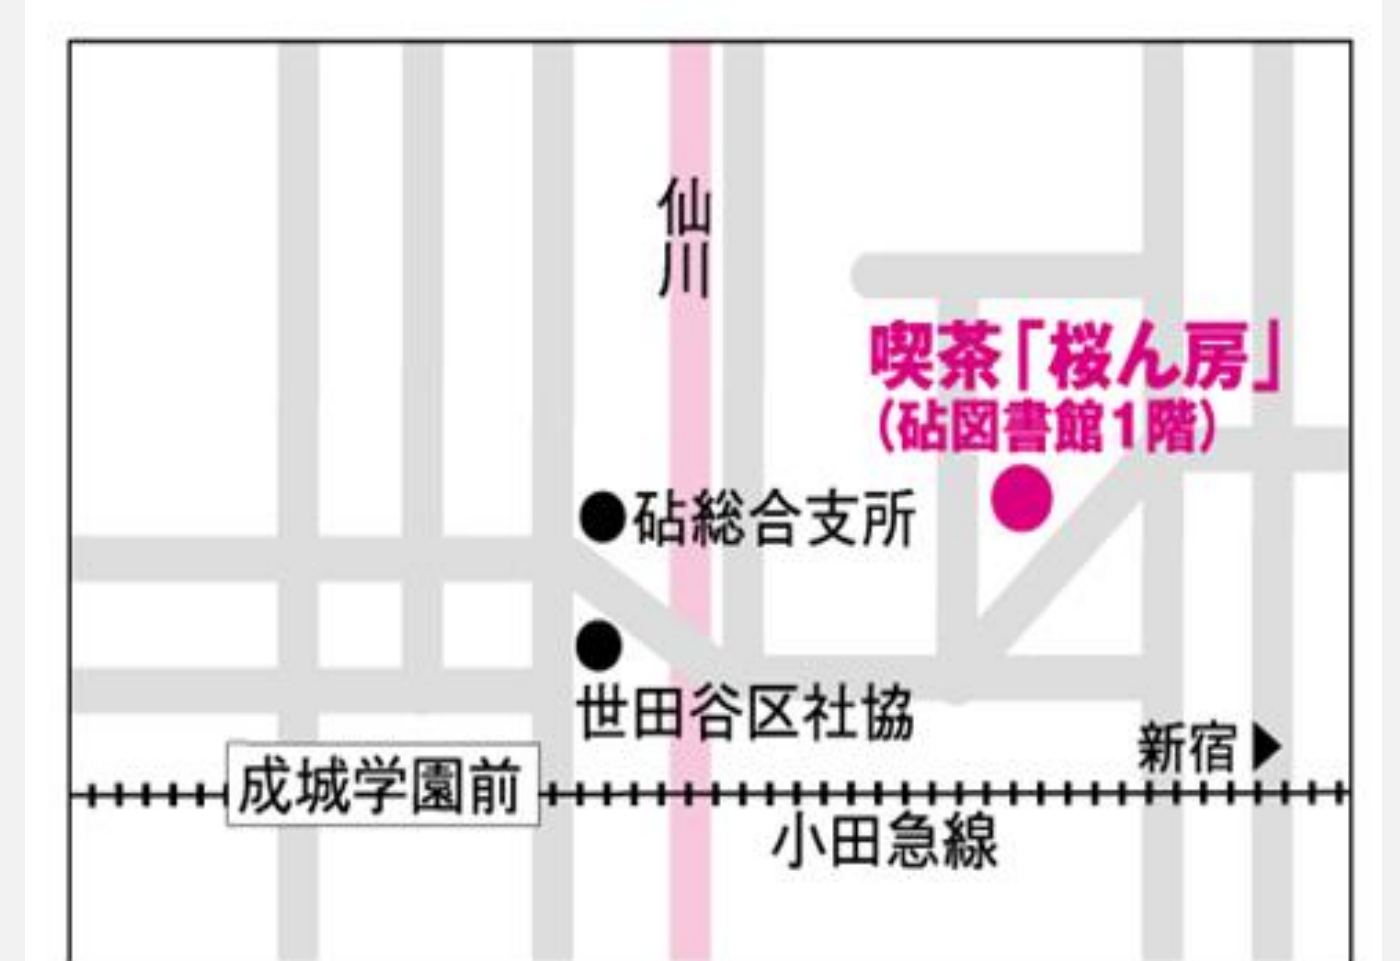 仙川
喫茶「桜ん房」
(砧図書館1階)
砧総合支所
世田谷区社協
新宿▶
成城学園前
小田急線